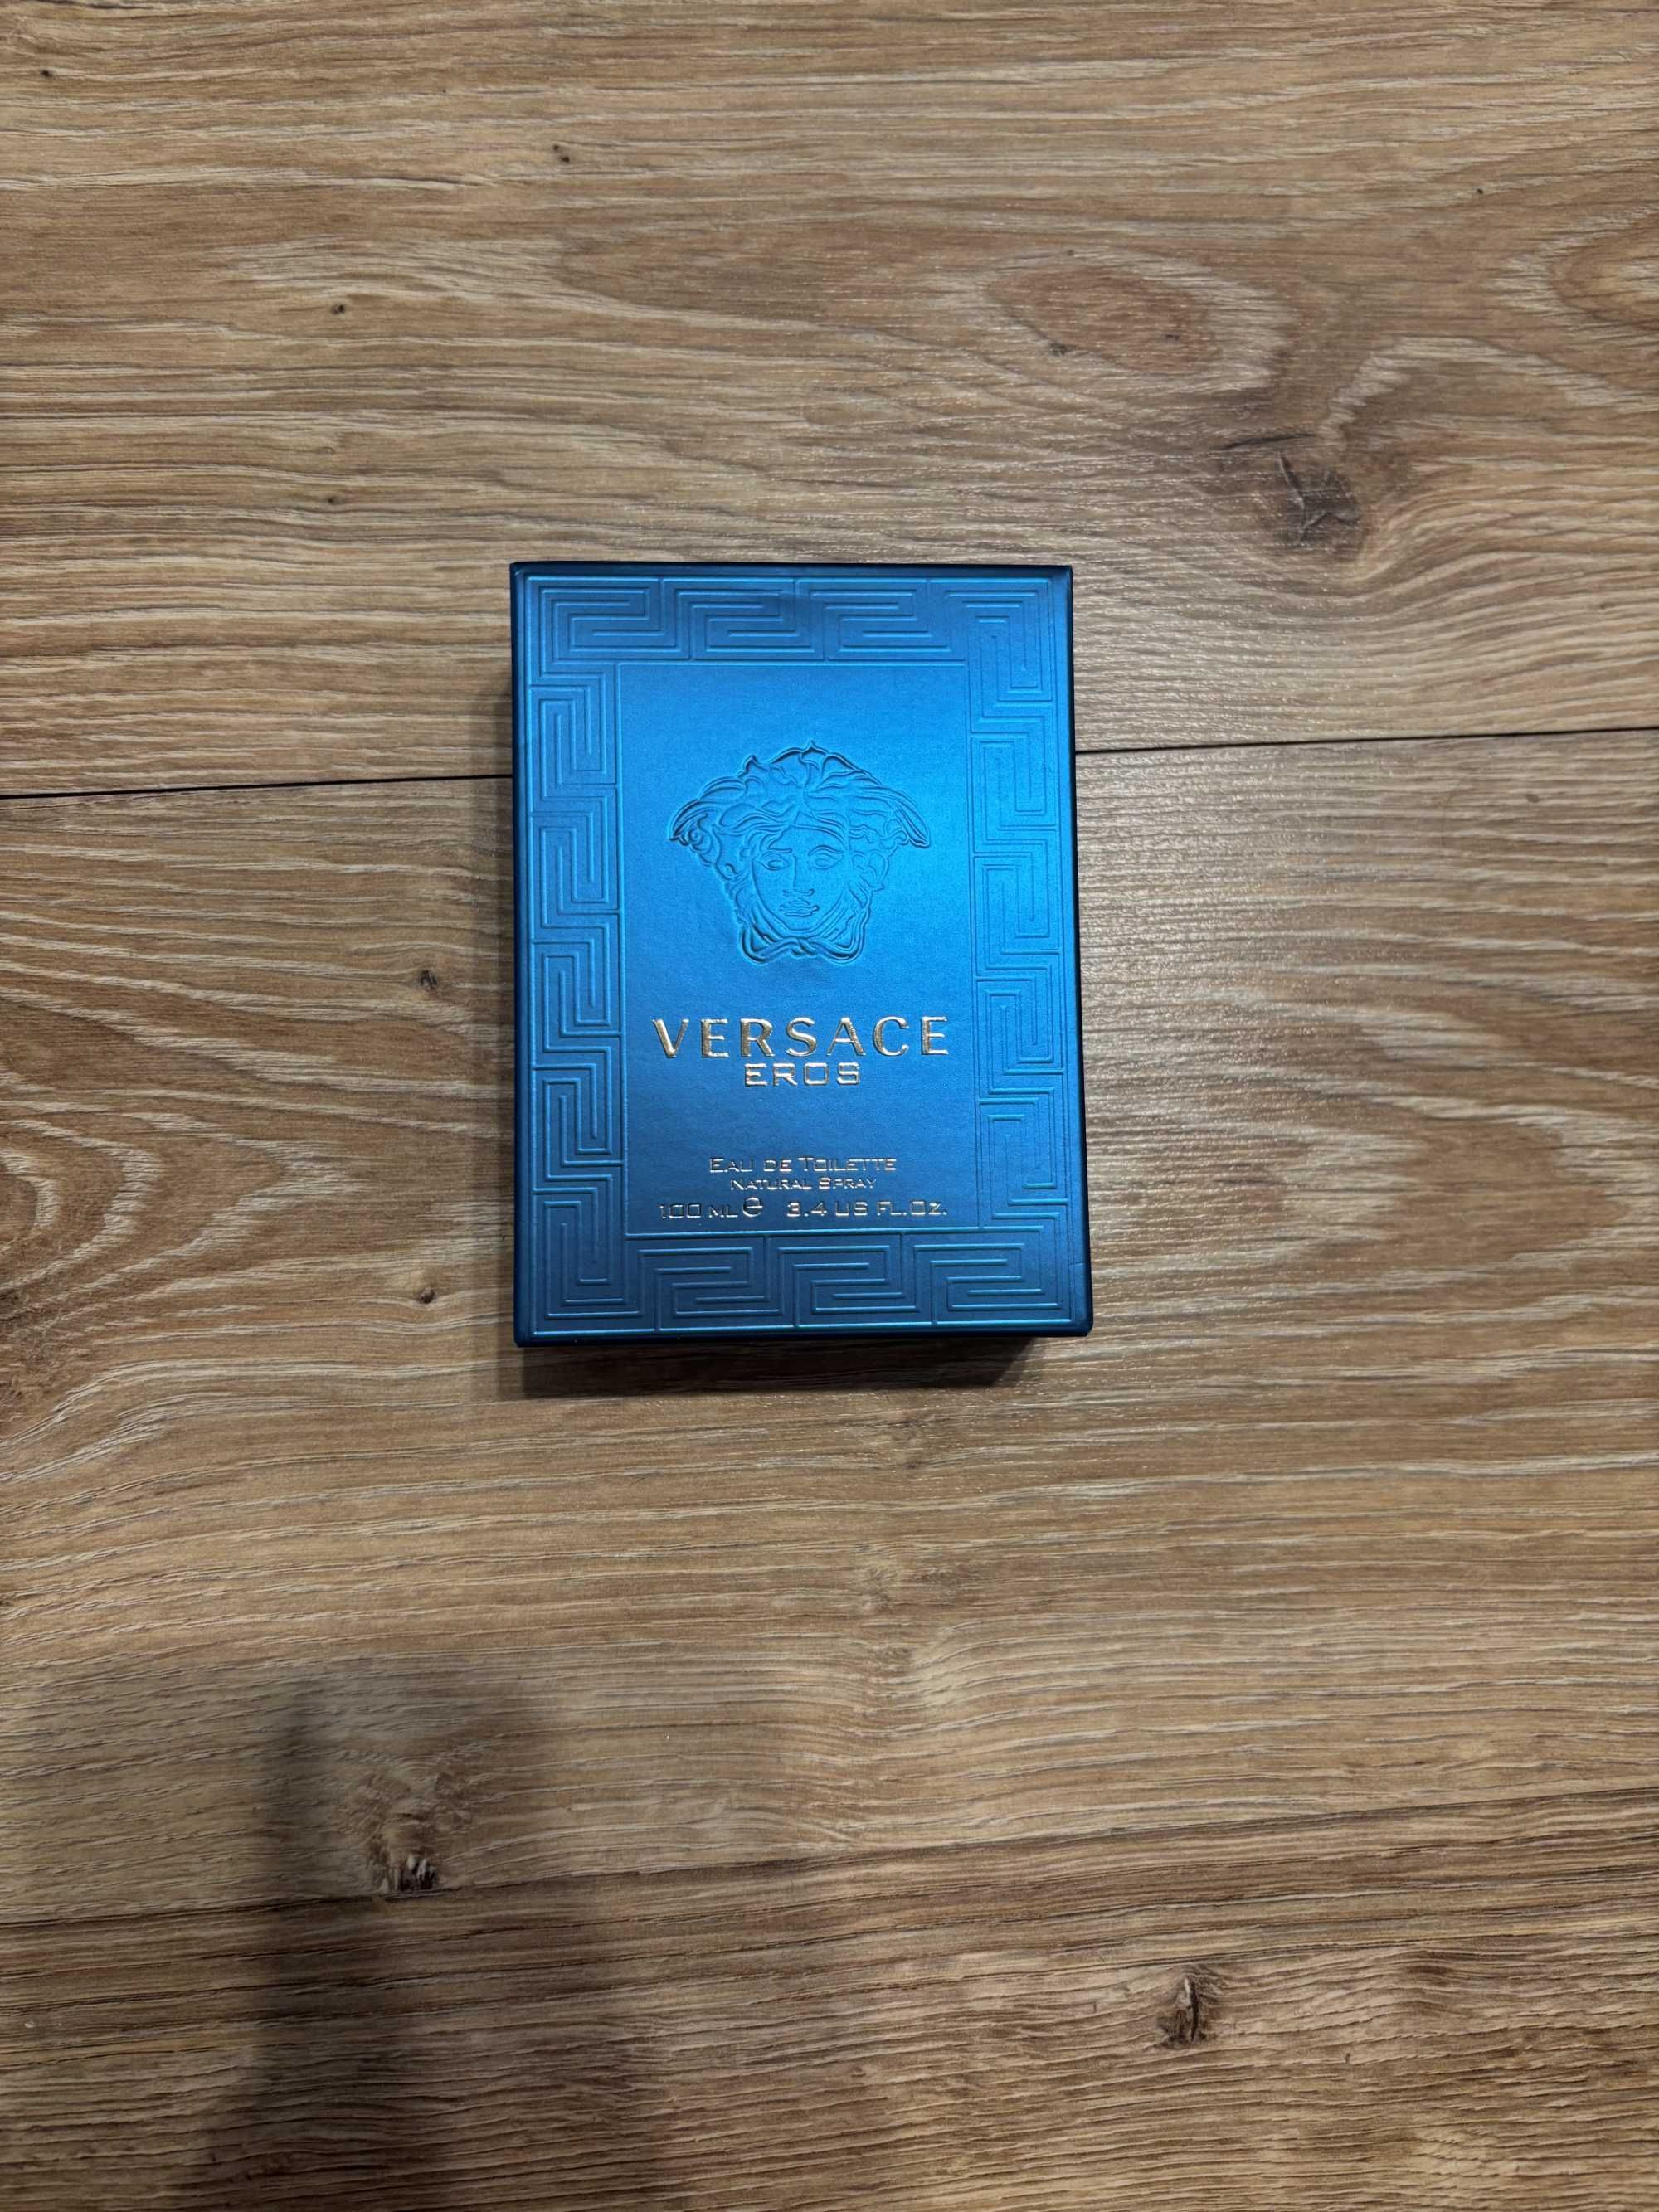 VERSACE
EROS
EAU DE TOILETTE
NATURAL SPRAY
100 ML ℮ 3.4 US FL.OZ.